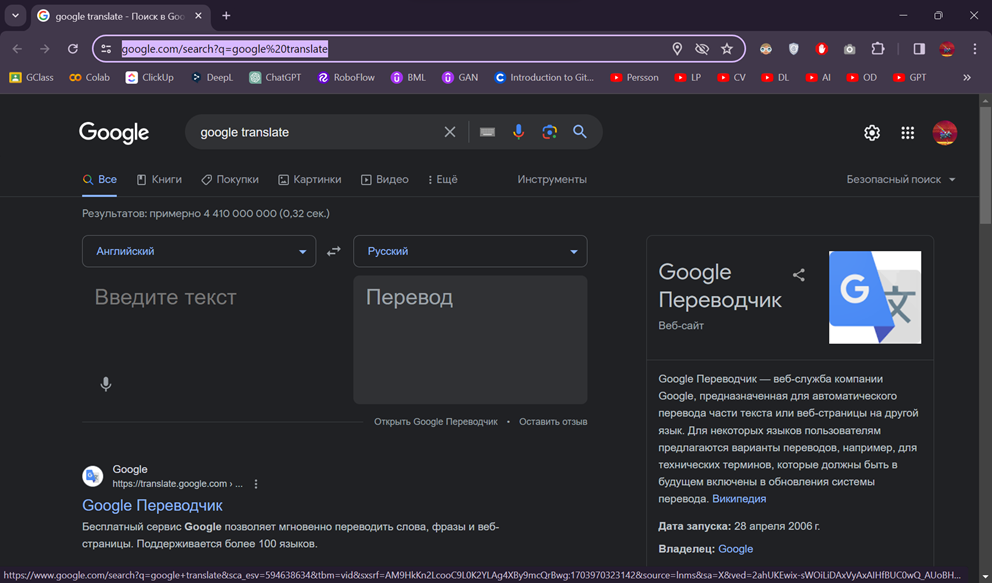 google translate - Поиск в Goo
google.com/search?q=google%20translate
GClass Colab ClickUp DeepL ChatGPT RoboFlow BML GAN Introduction to Git... Persson LP CV DL AI OD GPT
Google google translate
Все Книги Покупки Картинки Видео Ещё Инструменты Безопасный поиск
Результатов: примерно 4 410 000 000 (0,32 сек.)
Английский Русский
Введите текст Перевод
Открыть Google Переводчик • Оставить отзыв
Google
https://translate.google.com › ...
Google Переводчик
Бесплатный сервис Google позволяет мгновенно переводить слова, фразы и веб-
страницы. Поддерживается более 100 языков.
Google
Переводчик
Веб-сайт
Google Переводчик — веб-служба компании
Google, предназначенная для автоматического
перевода части текста или веб-страницы на другой
язык. Для некоторых языков пользователям
предлагаются варианты переводов, например, для
технических терминов, которые должны быть в
будущем включены в обновления системы
перевода. Википедия
Дата запуска: 28 апреля 2006 г.
Владелец: Google
https://www.google.com/search?q=google+translate&sca_esv=594638634&tbm=vid&sxsrf=AM9HkKn2LcooC9L0K2YLAg4XBy9mcQrBwg:1703970323142&source=lnms&sa=X&ved=2ahUKEwix-sWOiLiDAxVyAxAIHfBUC0wQ_AUoBH...